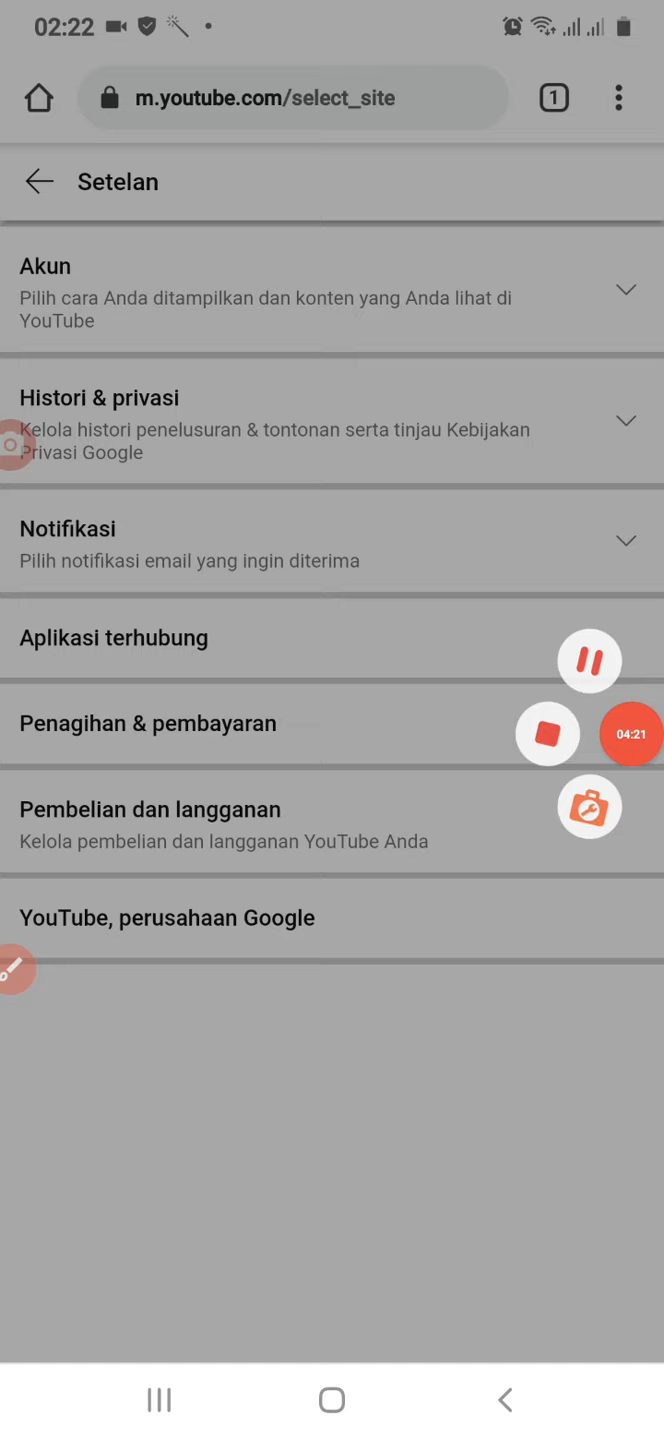 02:22
m.youtube.com/select_site
1
Setelan
Akun
Pilih cara Anda ditampilkan dan konten yang Anda lihat di
YouTube
Histori & privasi
Kelola histori penelusuran & tontonan serta tinjau Kebijakan
Privasi Google
Notifikasi
Pilih notifikasi email yang ingin diterima
Aplikasi terhubung
Penagihan & pembayaran
04:21
Pembelian dan langganan
Kelola pembelian dan langganan YouTube Anda
YouTube, perusahaan Google